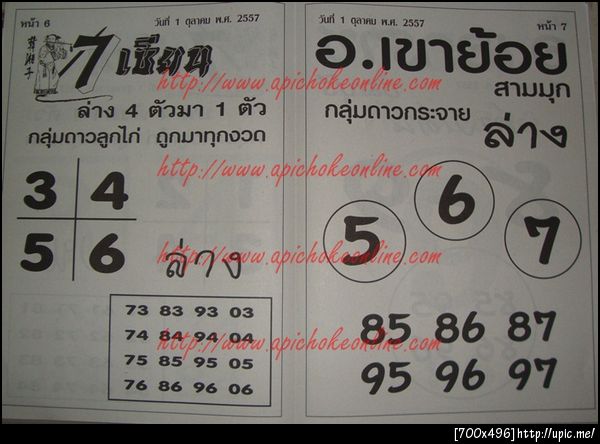 หน้า 6
วันที่ 1 ตุลาคม พ.ศ. 2557
7 เซียน
http://www.apichokeonline.com
ล่าง 4 ตัวมา 1 ตัว
กลุ่มดาวลูกไก่ ถูกมาทุกงวด
http://www.apichokeonline.com
3 4
5 6
ล่าง
http://www.apichokeonline.com
73 83 93 03
74 84 94 04
75 85 95 05
76 86 96 06
http://www.apichokeonline.com
วันที่ 1 ตุลาคม พ.ศ. 2557
หน้า 7
อ.เขาย้อย
สามมุก
กลุ่มดาวกระจาย
ล่าง
5 6 7
85 86 87
95 96 97
[700x496]http://upic.me/